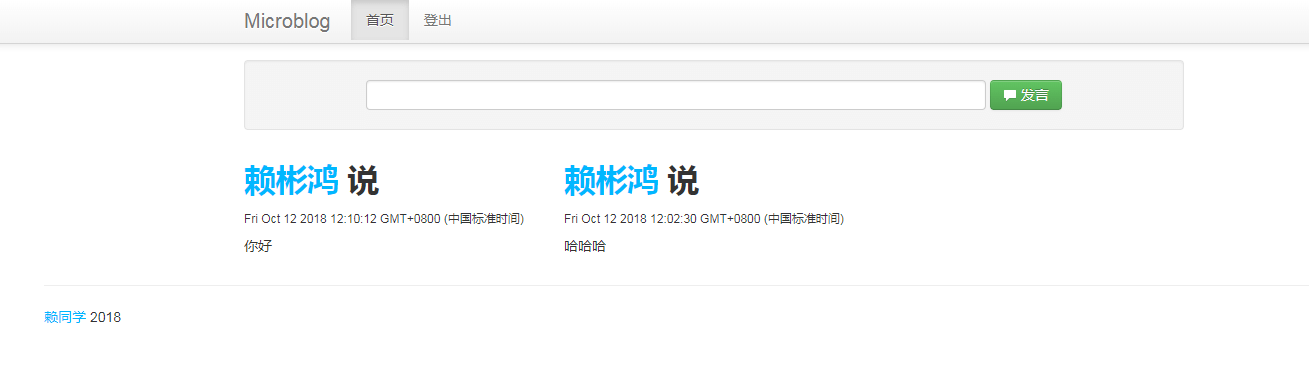 Microblog 首页 登出
发言
赖彬鸿 说
Fri Oct 12 2018 12:10:12 GMT+0800 (中国标准时间)
你好
赖彬鸿 说
Fri Oct 12 2018 12:02:30 GMT+0800 (中国标准时间)
哈哈哈
赖同学 2018